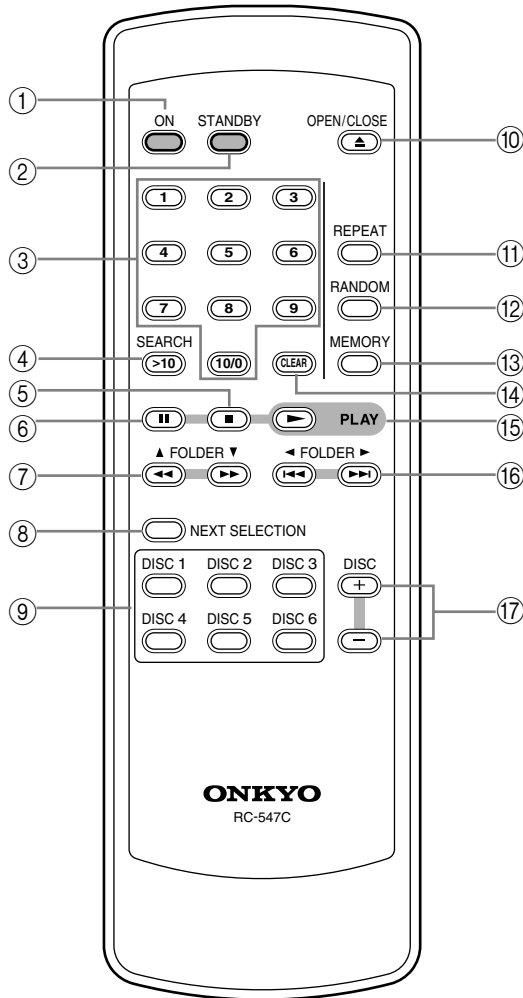 ① ON STANDBY OPEN/CLOSE
② ⑩
1 2 3
③ 4 5 6 REPEAT ⑪
7 8 9 RANDOM ⑫
SEARCH MEMORY
④ >10 10/0 CLEAR ⑬
⑤ ⑭
⑥ PLAY ⑮
▲ FOLDER ▼ ◄ FOLDER ►
⑦ ⑯
⑧ NEXT SELECTION
DISC 1 DISC 2 DISC 3 DISC
+
⑨ ⑰
DISC 4 DISC 5 DISC 6
−
ONKYO
RC-547C